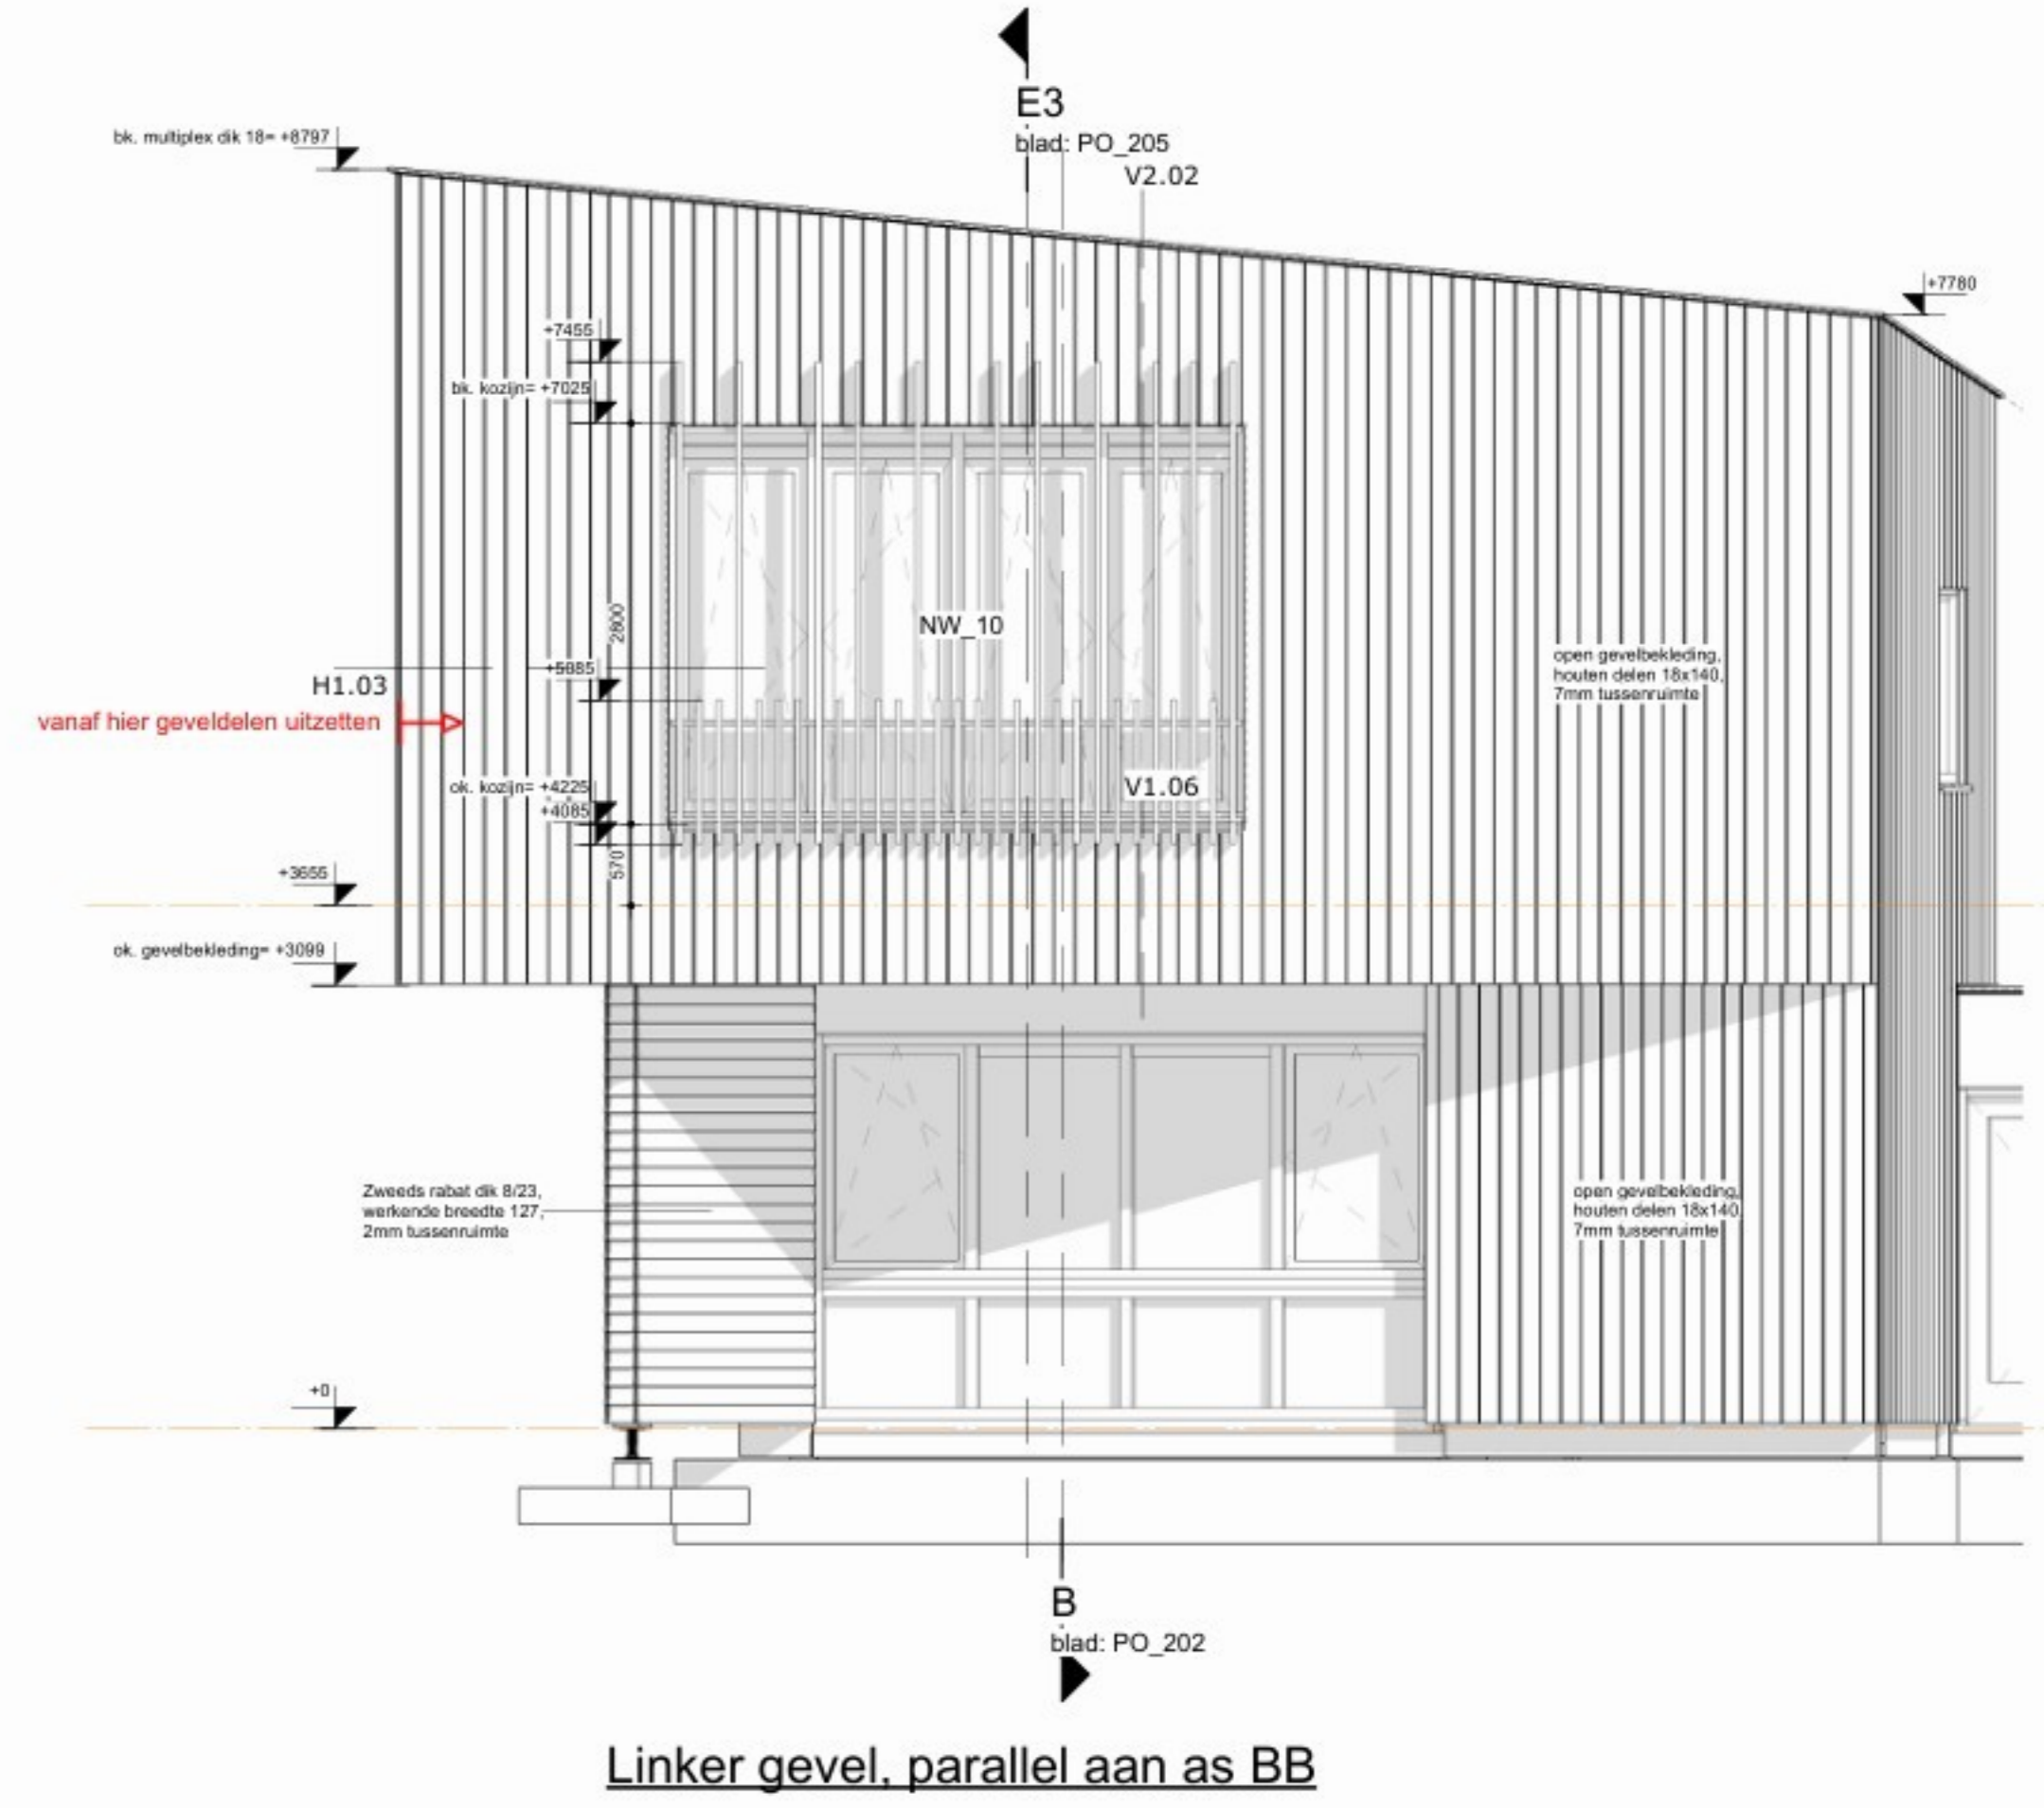 E3
blad: PO_205
bk. multiplex dik 18= +8797
V2.02
+7780
+7455
bk. kozijn= +7025
2800
NW_10
+5085
H1.03
open gevelbekleding,
houten delen 18x140,
7mm tussenruimte
vanaf hier geveldelen uitzetten
ok. kozijn= +4225
V1.06
+4085
570
+3655
ok. gevelbekleding= +3099
Zweeds rabat dik 8/23,
werkende breedte 127,
2mm tussenruimte
open gevelbekleding,
houten delen 18x140,
7mm tussenruimte
+0
B
blad: PO_202
Linker gevel, parallel aan as BB